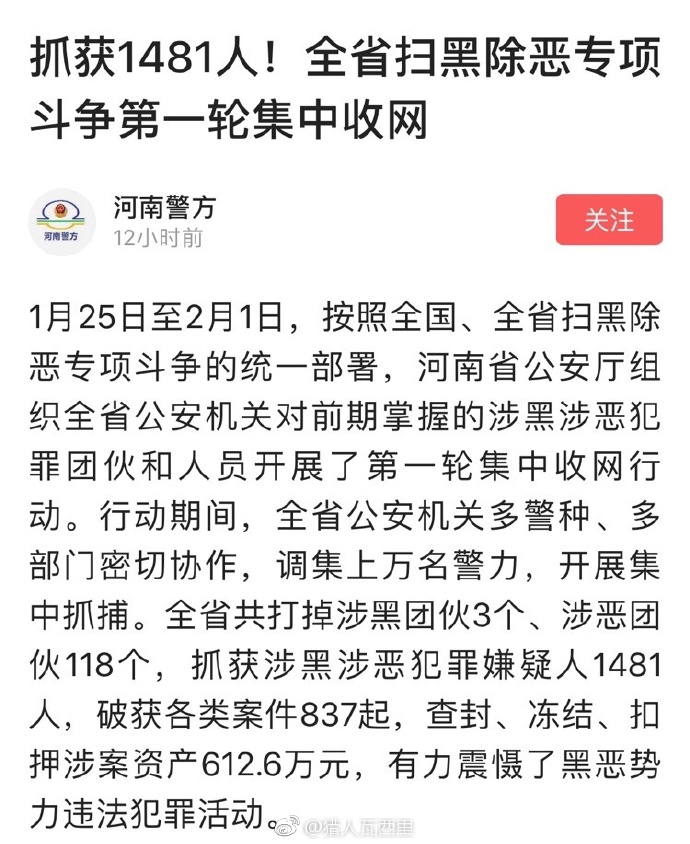 抓获1481人！全省扫黑除恶专项
斗争第一轮集中收网
河南警方
河南警方
12小时前
关注
1月25日至2月1日，按照全国、全省扫黑除
恶专项斗争的统一部署，河南省公安厅组
织全省公安机关对前期掌握的涉黑涉恶犯
罪团伙和人员开展了第一轮集中收网行
动。行动期间，全省公安机关多警种、多
部门密切协作，调集上万名警力，开展集
中抓捕。全省共打掉涉黑团伙3个、涉恶团
伙118个，抓获涉黑涉恶犯罪嫌疑人1481
人，破获各类案件837起，查封、冻结、扣
押涉案资产612.6万元，有力震慑了黑恶势
力违法犯罪活动。
@猎人瓦西里